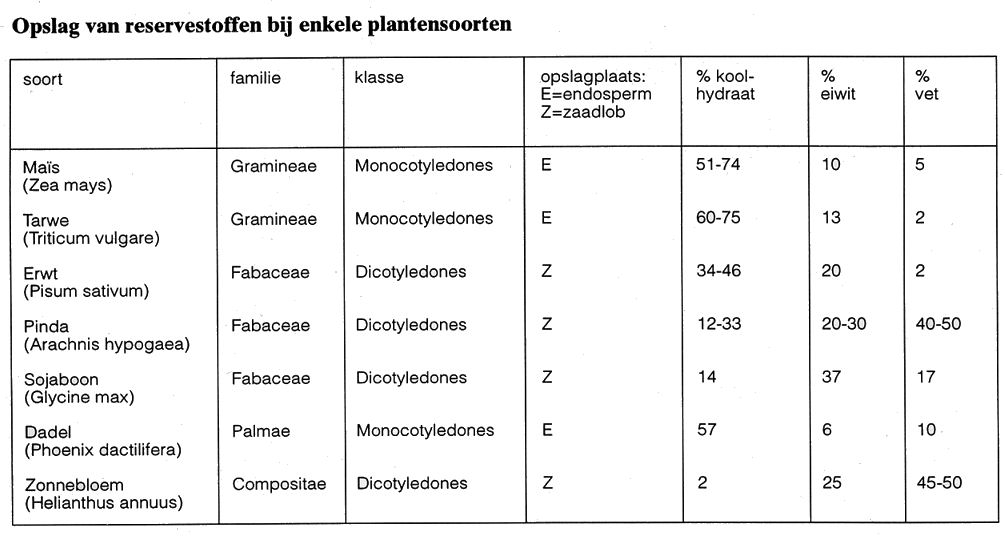 Opslag van reservestoffen bij enkele plantensoorten
soort familie klasse opslagplaats: % kool- % %
E=endosperm hydraat eiwit vet
Z=zaadlob
Maïs Gramineae Monocotyledones E 51-74 10 5
(Zea mays)
Tarwe Gramineae Monocotyledones E 60-75 13 2
(Triticum vulgare)
Erwt Fabaceae Dicotyledones Z 34-46 20 2
(Pisum sativum)
Pinda Fabaceae Dicotyledones Z 12-33 20-30 40-50
(Arachnis hypogaea)
Sojaboon Fabaceae Dicotyledones Z 14 37 17
(Glycine max)
Dadel Palmae Monocotyledones E 57 6 10
(Phoenix dactilifera)
Zonnebloem Compositae Dicotyledones Z 2 25 45-50
(Helianthus annuus)